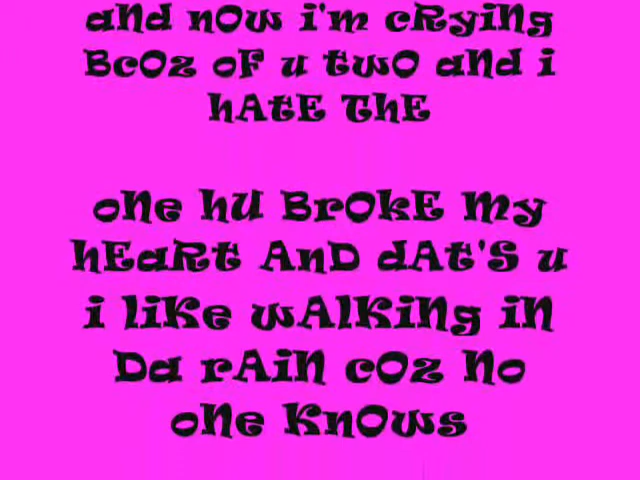 aNd nOw i'm cRyiNg
BcOz oF u twO aNd i
hAtE ThE
oNe hU BrOkE My
hEaRt AnD dAt'S u
i liKe wAlKiNg iN
Da rAiN cOz No
oNe KnOws